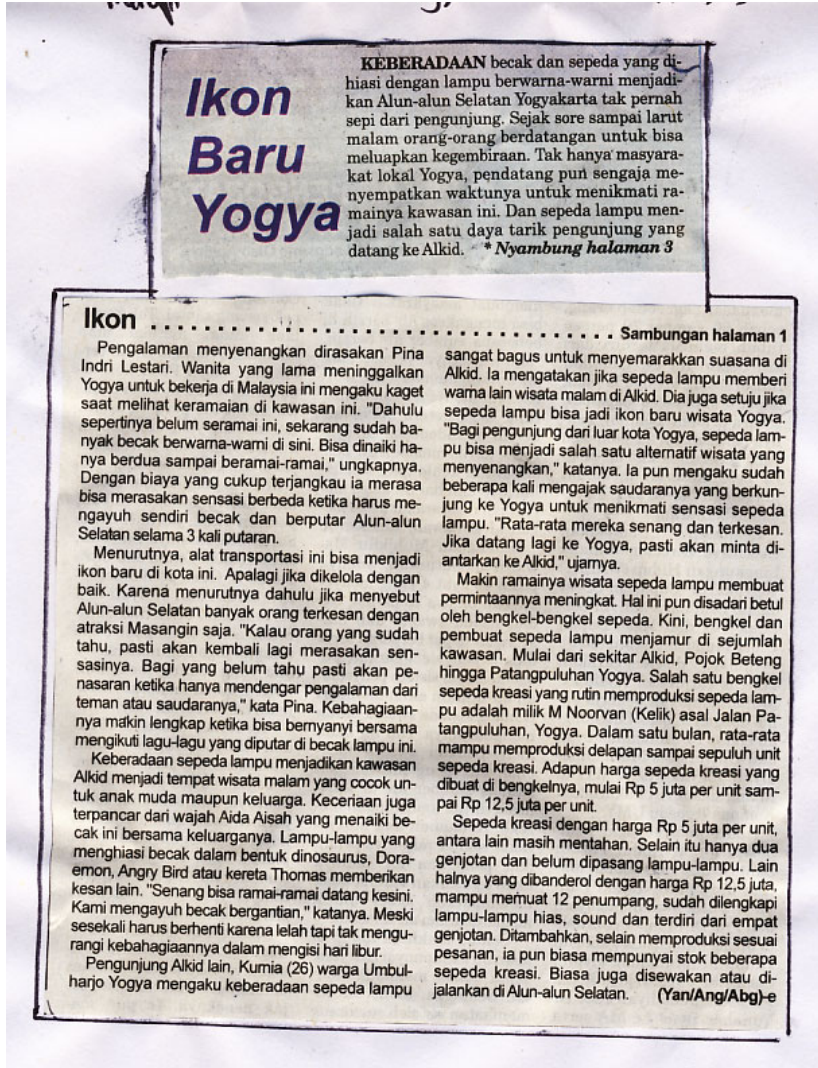 Ikon
Baru
Yogya
KEBERADAAN becak dan sepeda yang di-
hiasi dengan lampu berwarna-warni menjadi-
kan Alun-alun Selatan Yogyakarta tak pernah
sepi dari pengunjung. Sejak sore sampai larut
malam orang-orang berdatangan untuk bisa
meluapkan kegembiraan. Tak hanya masyara-
kat lokal Yogya, pendatang pun sengaja me-
nyempatkan waktunya untuk menikmati ra-
mainya kawasan ini. Dan sepeda lampu men-
jadi salah satu daya tarik pengunjung yang
datang ke Alkid. * Nyambung halaman 3
Ikon ........................................ Sambungan halaman 1
Pengalaman menyenangkan dirasakan Pina
Indri Lestari. Wanita yang lama meninggalkan
Yogya untuk bekerja di Malaysia ini mengaku kaget
saat melihat keramaian di kawasan ini. "Dahulu
sepertinya belum seramai ini, sekarang sudah ba-
nyak becak berwarna-warni di sini. Bisa dinaiki ha-
nya berdua sampai beramai-ramai," ungkapnya.
Dengan biaya yang cukup terjangkau ia merasa
bisa merasakan sensasi berbeda ketika harus me-
ngayuh sendiri becak dan berputar Alun-alun
Selatan selama 3 kali putaran.
Menurutnya, alat transportasi ini bisa menjadi
ikon baru di kota ini. Apalagi jika dikelola dengan
baik. Karena menurutnya dahulu jika menyebut
Alun-alun Selatan banyak orang terkesan dengan
atraksi Masangin saja. "Kalau orang yang sudah
tahu, pasti akan kembali lagi merasakan sen-
sasinya. Bagi yang belum tahu pasti akan pe-
nasaran ketika hanya mendengar pengalaman dari
teman atau saudaranya," kata Pina. Kebahagiaan-
nya makin lengkap ketika bisa bernyanyi bersama
mengikuti lagu-lagu yang diputar di becak lampu ini.
Keberadaan sepeda lampu menjadikan kawasan
Alkid menjadi tempat wisata malam yang cocok un-
tuk anak muda maupun keluarga. Keceriaan juga
terpancar dari wajah Aida Aisah yang menaiki be-
cak ini bersama keluarganya. Lampu-lampu yang
menghiasi becak dalam bentuk dinosaurus, Dora-
emon, Angry Bird atau kereta Thomas memberikan
kesan lain. "Senang bisa ramai-ramai datang kesini.
Kami mengayuh becak bergantian," katanya. Meski
sesekali harus berhenti karena lelah tapi tak mengu-
rangi kebahagiaannya dalam mengisi hari libur.
Pengunjung Alkid lain, Kurnia (26) warga Umbul-
harjo Yogya mengaku keberadaan sepeda lampu
sangat bagus untuk menyemarakkan suasana di
Alkid. Ia mengatakan jika sepeda lampu memberi
warna lain wisata malam di Alkid. Dia juga setuju jika
sepeda lampu bisa jadi ikon baru wisata Yogya.
"Bagi pengunjung dari luar kota Yogya, sepeda lam-
pu bisa menjadi salah satu alternatif wisata yang
menyenangkan," katanya. Ia pun mengaku sudah
beberapa kali mengajak saudaranya yang berkun-
jung ke Yogya untuk menikmati sensasi sepeda
lampu. "Rata-rata mereka senang dan terkesan.
Jika datang lagi ke Yogya, pasti akan minta di-
antarkan ke Alkid," ujarnya.
Makin ramainya wisata sepeda lampu membuat
permintaannya meningkat. Hal ini pun disadari betul
oleh bengkel-bengkel sepeda. Kini, bengkel dan
pembuat sepeda lampu menjamur di sejumlah
kawasan. Mulai dari sekitar Alkid, Pojok Beteng
hingga Patangpuluhan Yogya. Salah satu bengkel
sepeda kreasi yang rutin memproduksi sepeda lam-
pu adalah milik M Noorvan (Kelik) asal Jalan Pa-
tangpuluhan, Yogya. Dalam satu bulan, rata-rata
mampu memproduksi delapan sampai sepuluh unit
sepeda kreasi. Adapun harga sepeda kreasi yang
dibuat di bengkelnya, mulai Rp 5 juta per unit sam-
pai Rp 12,5 juta per unit.
Sepeda kreasi dengan harga Rp 5 juta per unit,
antara lain masih mentahan. Selain itu hanya dua
genjotan dan belum dipasang lampu-lampu. Lain
halnya yang dibanderol dengan harga Rp 12,5 juta,
mampu memuat 12 penumpang, sudah dilengkapi
lampu-lampu hias, sound dan terdiri dari empat
genjotan. Ditambahkan, selain memproduksi sesuai
pesanan, ia pun biasa mempunyai stok beberapa
sepeda kreasi. Biasa juga disewakan atau di-
jalankan di Alun-alun Selatan. (Yan/Ang/Abg)-e